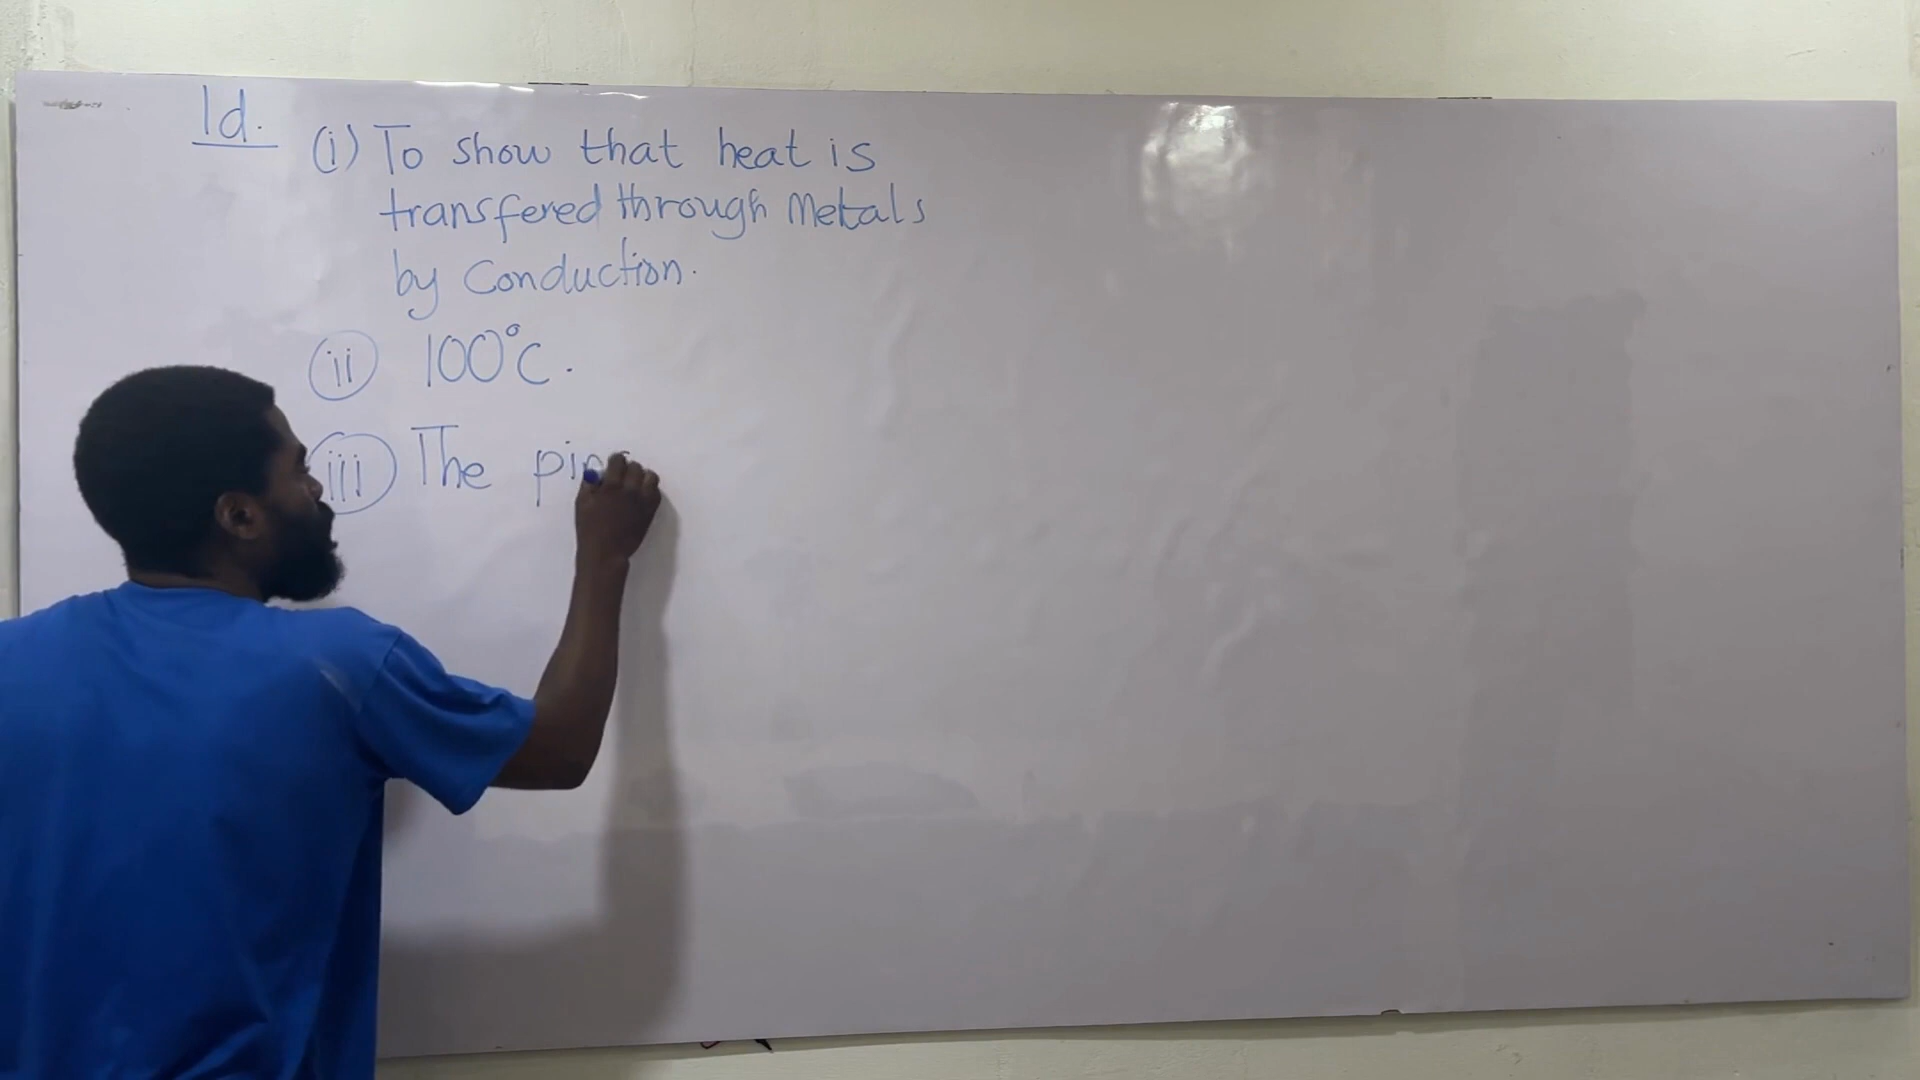 1d.
(i) To show that heat is
transfered through Metals
by Conduction.
(ii) 100°C.
(iii) The